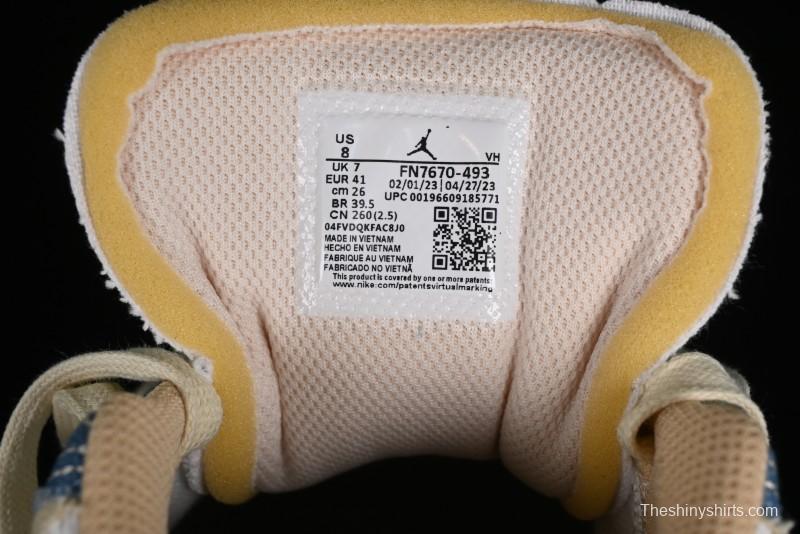 US
8
VH
UK 7
FN7670-493
EUR 41
02/01/23 | 04/27/23
cm 26
UPC 00196609185771
BR 39.5
CN 260(2.5)
04FVDQKFAC8J0
MADE IN VIETNAM
HECHO EN VIETNAM
FABRIQUÉ AU VIETNAM
FABRICADO NO VIETNÃ
This product is covered by one or more patents:
www.nike.com/patentsvirtualmarking
Theshinyshirts.com